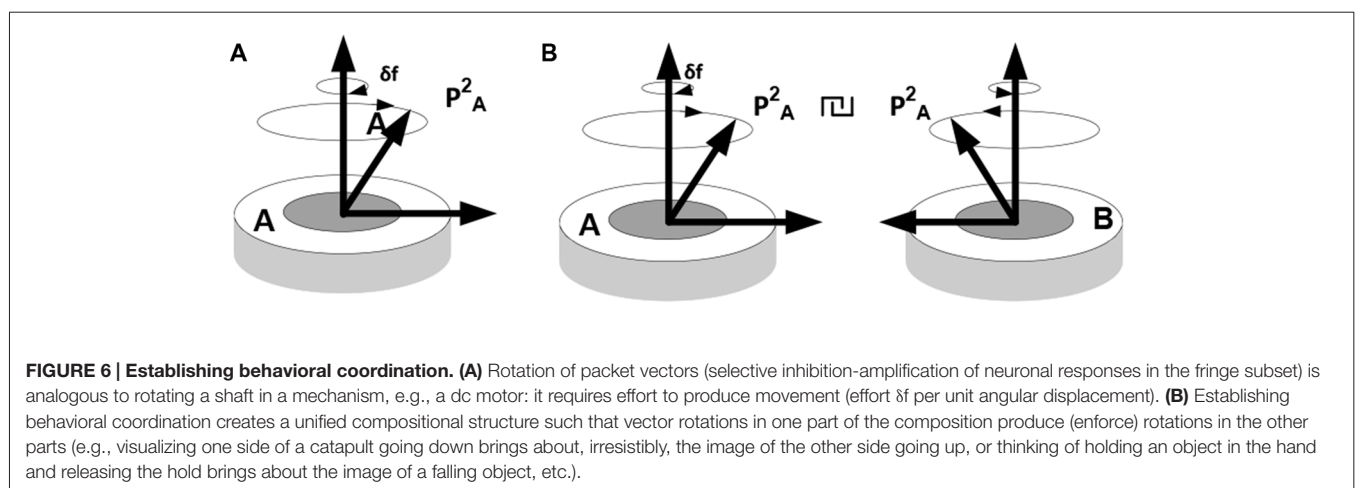 A
δf
P²A
A
A
B
δf
P²A
P²A
A
B
FIGURE 6 | Establishing behavioral coordination. (A) Rotation of packet vectors (selective inhibition-amplification of neuronal responses in the fringe subset) is
analogous to rotating a shaft in a mechanism, e.g., a dc motor: it requires effort to produce movement (effort δf per unit angular displacement). (B) Establishing
behavioral coordination creates a unified compositional structure such that vector rotations in one part of the composition produce (enforce) rotations in the other
parts (e.g., visualizing one side of a catapult going down brings about, irresistibly, the image of the other side going up, or thinking of holding an object in the hand
and releasing the hold brings about the image of a falling object, etc.).